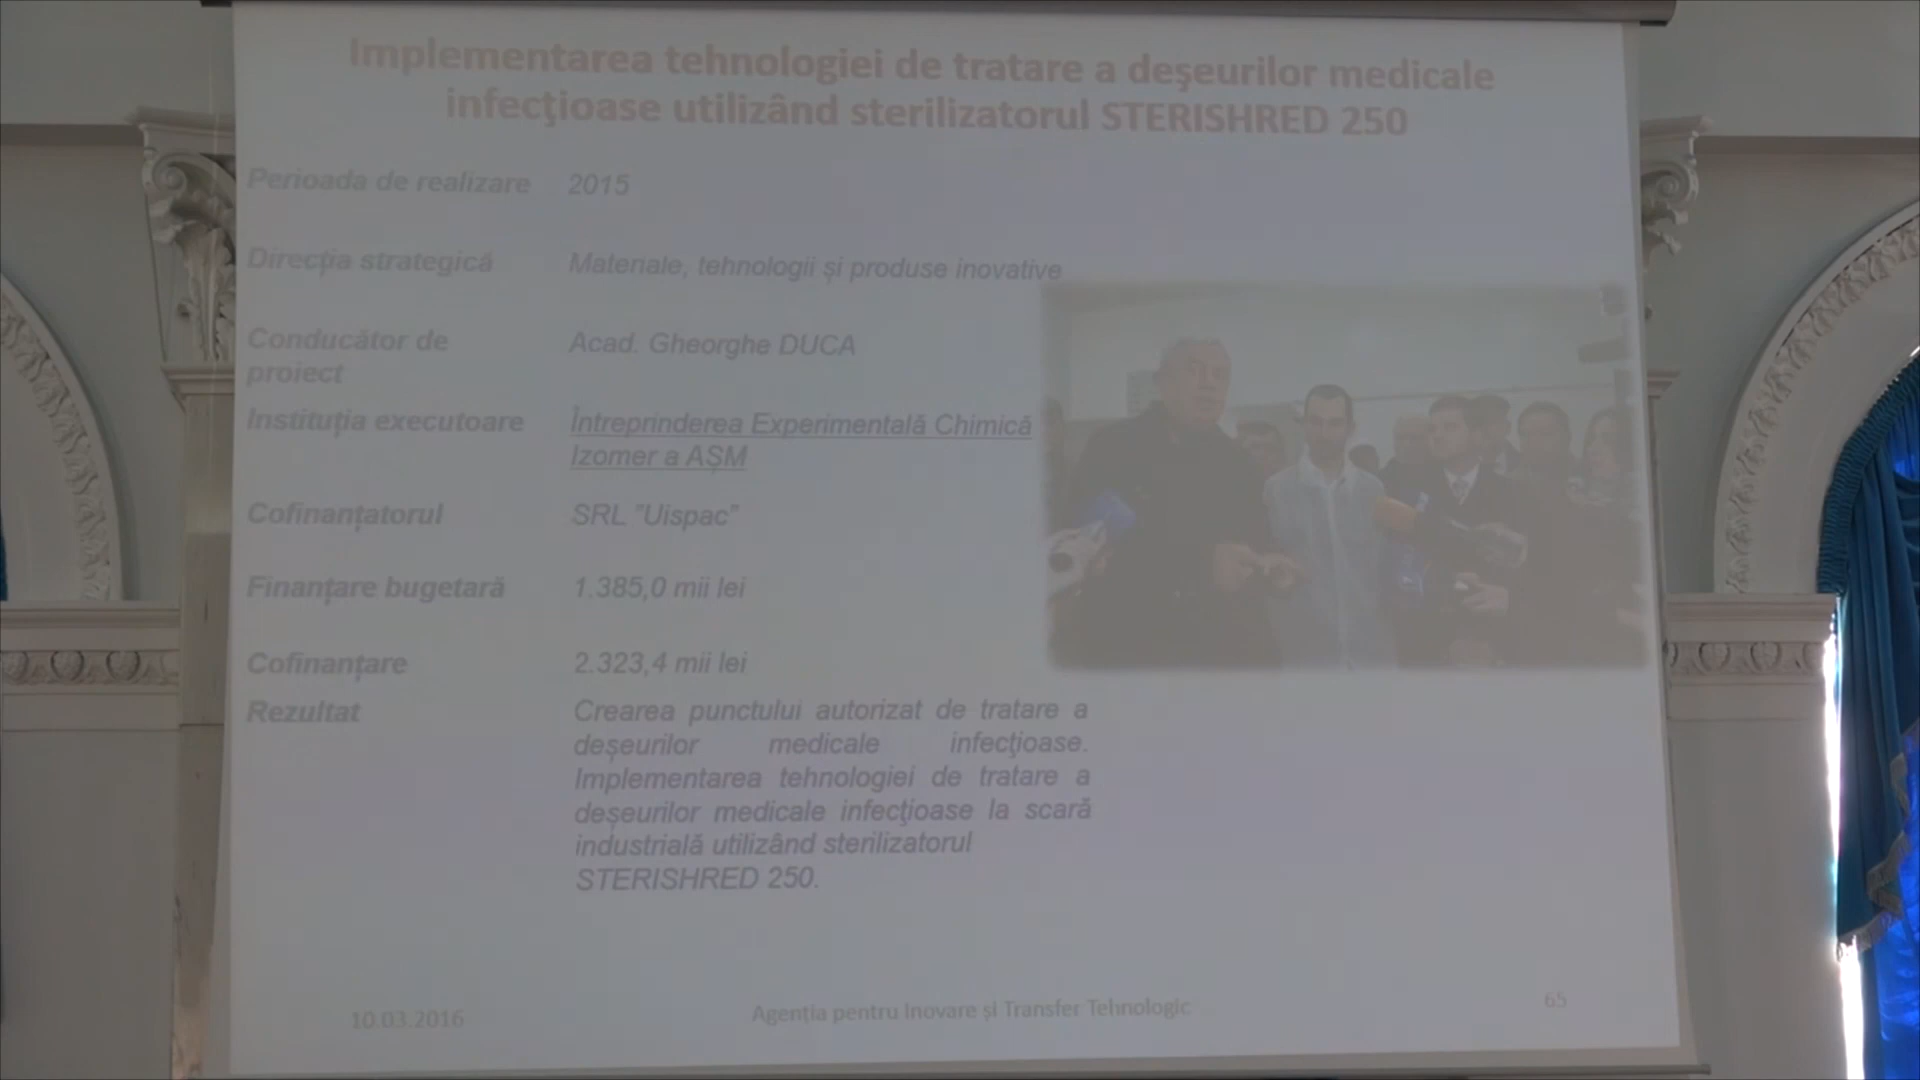 Implementarea tehnologiei de tratare a deşeurilor medicale
infecţioase utilizând sterilizatorul STERISHRED 250
Perioada de realizare 2015
Direcția strategică Materiale, tehnologii și produse inovative
Conducător de
proiect
Acad. Gheorghe DUCA
Instituția executoare Întreprinderea Experimentală Chimică
Izomer a AȘM
Cofinanțatorul SRL "Uispac"
Finanțare bugetară 1.385,0 mii lei
Cofinanțare 2.323,4 mii lei
Rezultat Crearea punctului autorizat de tratare a
deșeurilor medicale infecţioase.
Implementarea tehnologiei de tratare a
deșeurilor medicale infecţioase la scară
industrială utilizând sterilizatorul
STERISHRED 250.
10.03.2016 Agenția pentru Inovare și Transfer Tehnologic 65